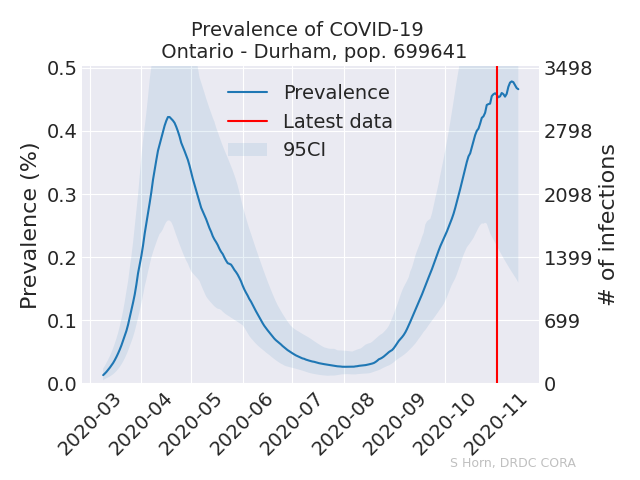 Prevalence of COVID-19
Ontario - Durham, pop. 699641
Prevalence
Latest data
95CI
Prevalence (%)
0.5
0.4
0.3
0.2
0.1
0.0
3498
2798
2098
1399
699
0
# of infections
2020-03
2020-04
2020-05
2020-06
2020-07
2020-08
2020-09
2020-10
2020-11
S Horn, DRDC CORA